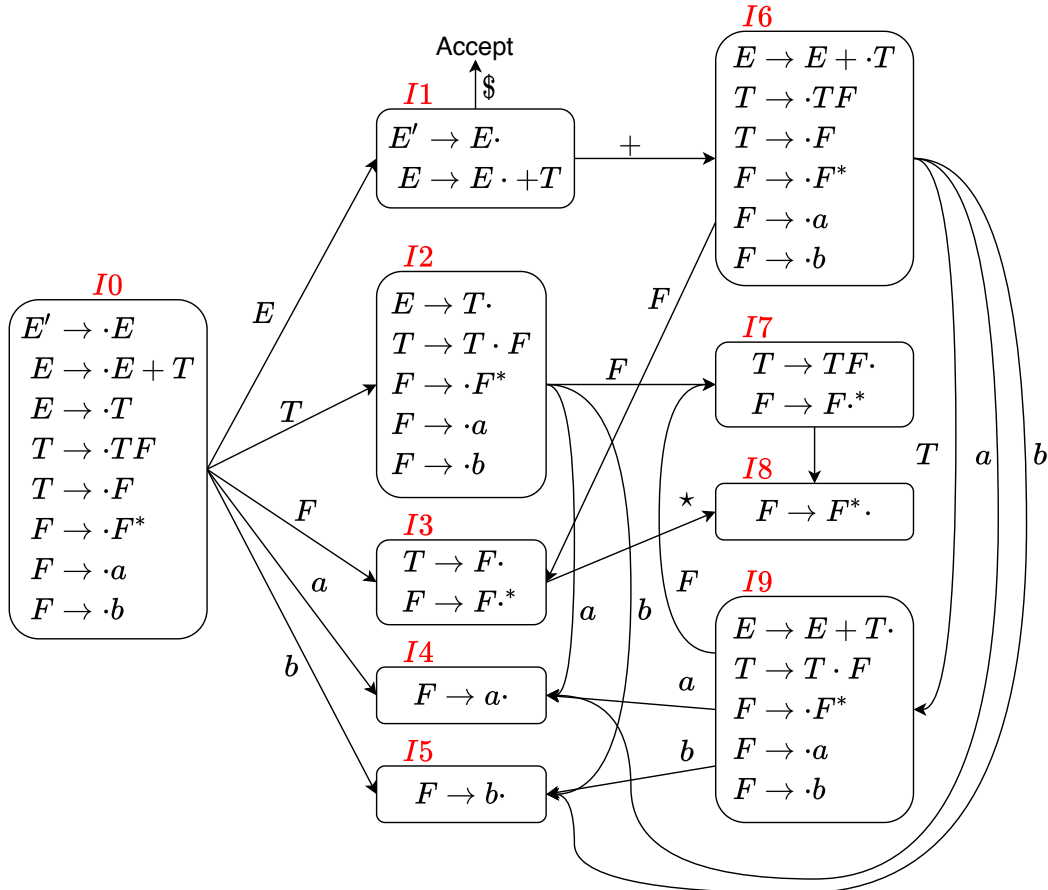 I0
E′ → ·E
E → ·E + T
E → ·T
T → ·TF
T → ·F
F → ·F*
F → ·a
F → ·b
E
T
F
a
b
Accept
$
I1
E′ → E·
E → E · +T
+
I2
E → T·
T → T · F
F → ·F*
F → ·a
F → ·b
F
a
b
I3
T → F·
F → F·*
⋆
I4
F → a·
I5
F → b·
I6
E → E + ·T
T → ·TF
T → ·F
F → ·F*
F → ·a
F → ·b
F
T
a
b
I7
T → TF·
F → F·*
I8
F → F*·
I9
E → E + T·
T → T · F
F → ·F*
F → ·a
F → ·b
F
a
b